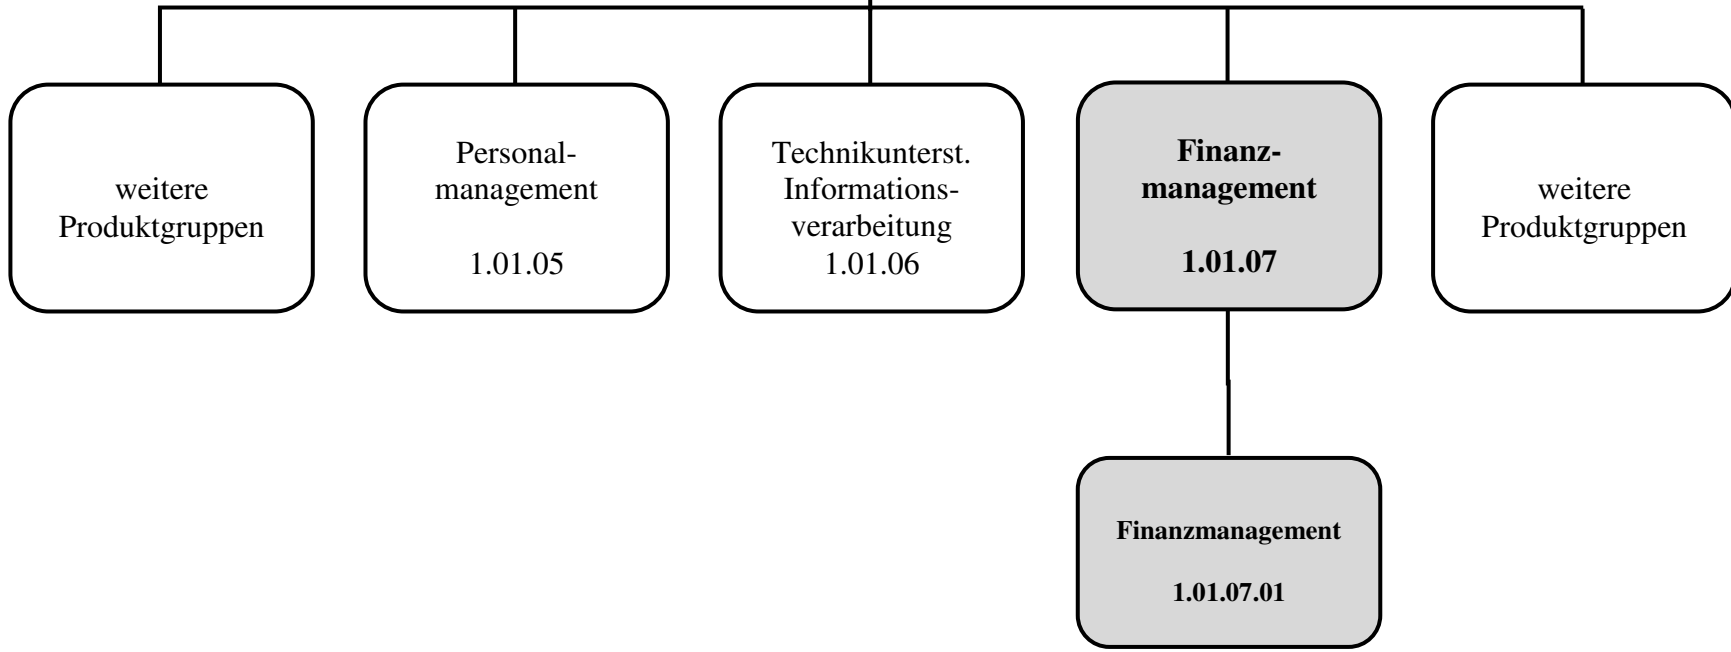 weitere
Produktgruppen
Personal-
management
1.01.05
Technikunterst.
Informations-
verarbeitung
1.01.06
Finanz-
management
1.01.07
weitere
Produktgruppen
Finanzmanagement
1.01.07.01